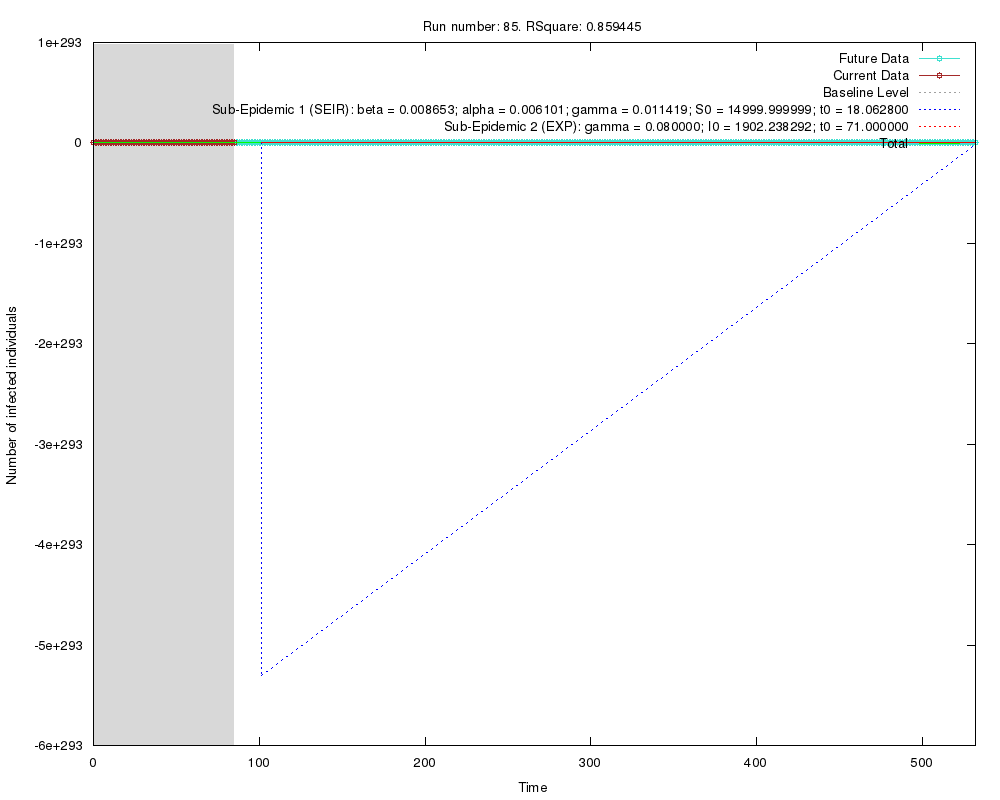 Run number: 85. RSquare: 0.859445
1e+293
0
-1e+293
-2e+293
-3e+293
-4e+293
-5e+293
-6e+293
Number of infected individuals
Future Data
Current Data
Baseline Level
Sub-Epidemic 1 (SEIR): beta = 0.008653; alpha = 0.006101; gamma = 0.011419; S0 = 14999.999999; t0 = 18.062800
Sub-Epidemic 2 (EXP): gamma = 0.080000; I0 = 1902.238292; t0 = 71.000000
Total
0
100
200
300
400
500
Time